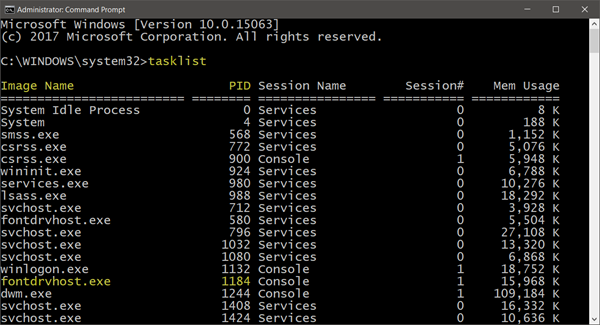 Administrator: Command Prompt
Microsoft Windows [Version 10.0.15063]
(c) 2017 Microsoft Corporation. All rights reserved.
C:\WINDOWS\system32>tasklist
Image Name                     PID Session Name        Session#    Mem Usage
========================= ======== ================ =========== ============
System Idle Process              0 Services                   0          8 K
System                           4 Services                   0        188 K
smss.exe                       568 Services                   0      1,152 K
csrss.exe                      772 Services                   0      5,076 K
csrss.exe                      900 Console                    1      5,948 K
wininit.exe                    924 Services                   0      6,788 K
services.exe                   980 Services                   0     10,276 K
lsass.exe                      988 Services                   0     18,292 K
svchost.exe                    712 Services                   0      3,928 K
fontdrvhost.exe                580 Services                   0      5,504 K
svchost.exe                    796 Services                   0     27,108 K
svchost.exe                   1032 Services                   0     13,320 K
svchost.exe                   1080 Services                   0      6,868 K
winlogon.exe                  1132 Console                    1     18,752 K
fontdrvhost.exe               1184 Console                    1     15,968 K
dwm.exe                       1244 Console                    1    109,184 K
svchost.exe                   1408 Services                   0     16,332 K
svchost.exe                   1424 Services                   0     10,636 K